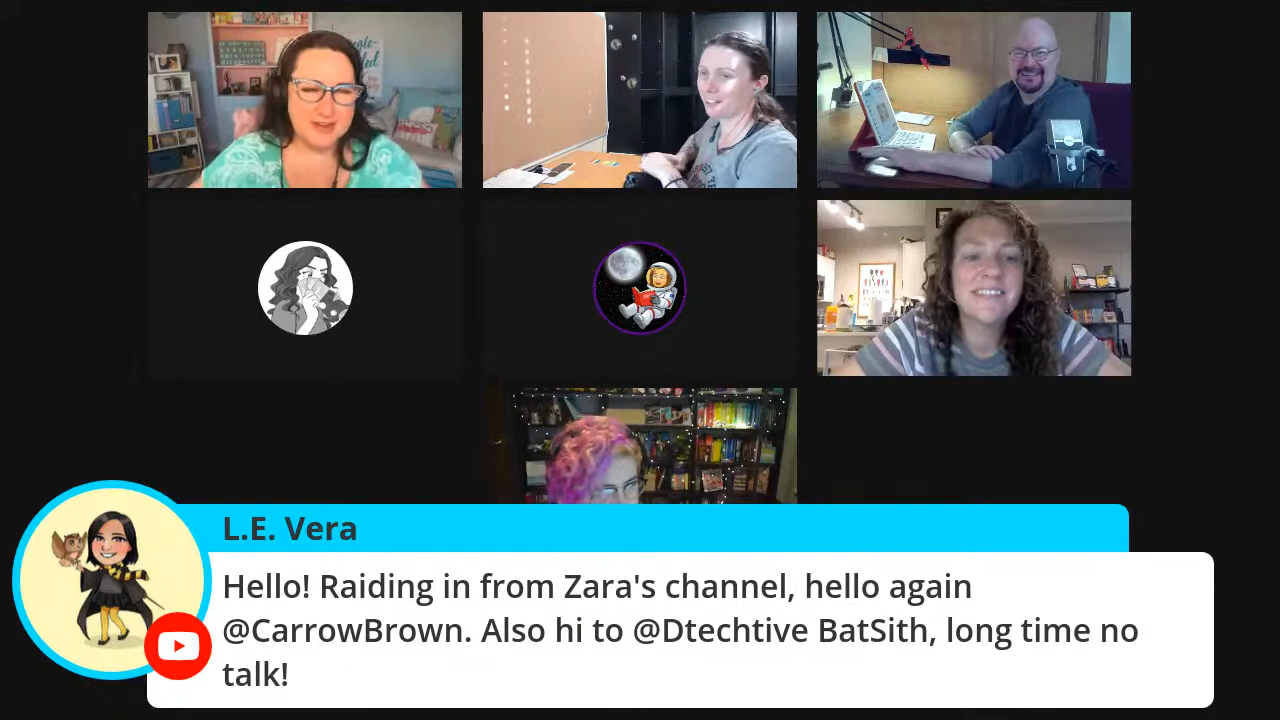 L.E. Vera
Hello! Raiding in from Zara's channel, hello again
@CarrowBrown. Also hi to @Dtechtive BatSith, long time no
talk!